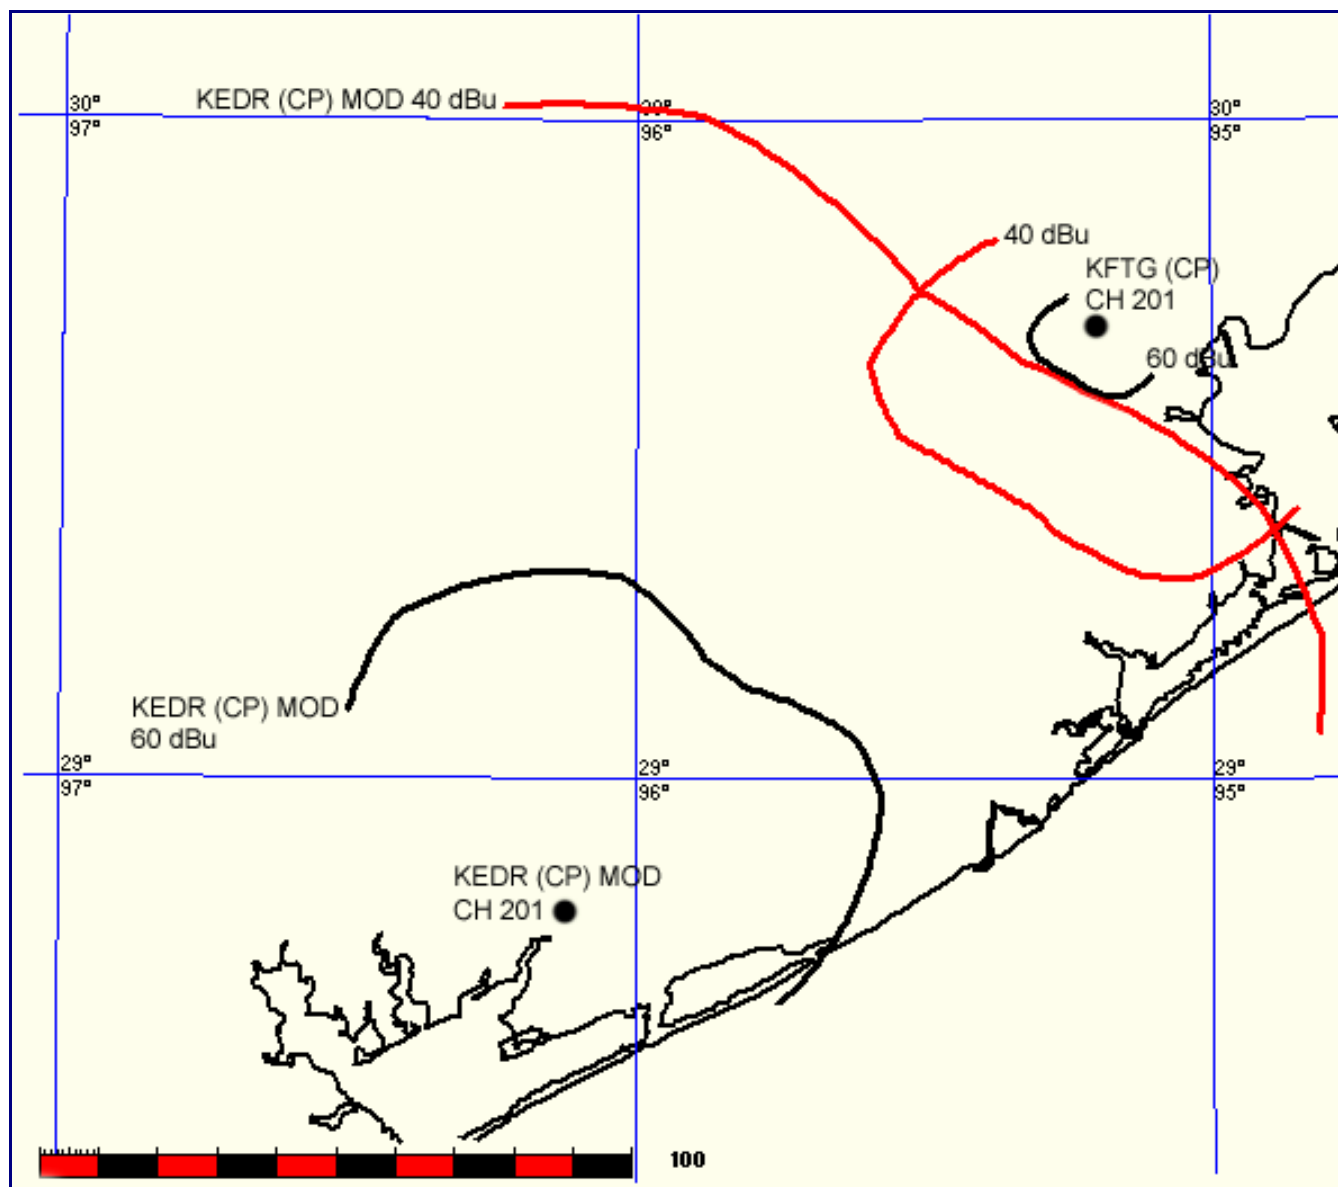 KEDR (CP) MOD 40 dBu
30°
97°
30°
96°
30°
95°
40 dBu
KFTG (CP)
CH 201
60 dBu
KEDR (CP) MOD
60 dBu
29°
97°
29°
96°
29°
95°
KEDR (CP) MOD
CH 201
100